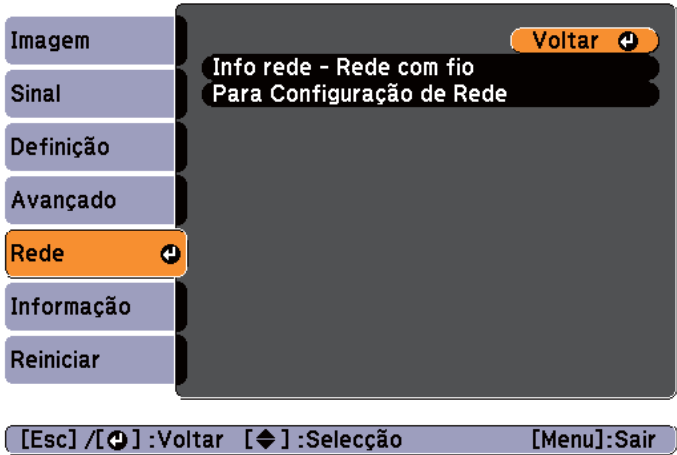 Imagem
Sinal
Definição
Avançado
Rede
Informação
Reiniciar
Voltar
Info rede - Rede com fio
Para Configuração de Rede
[Esc] /[ ] :Voltar [ ] :Selecção [Menu]:Sair